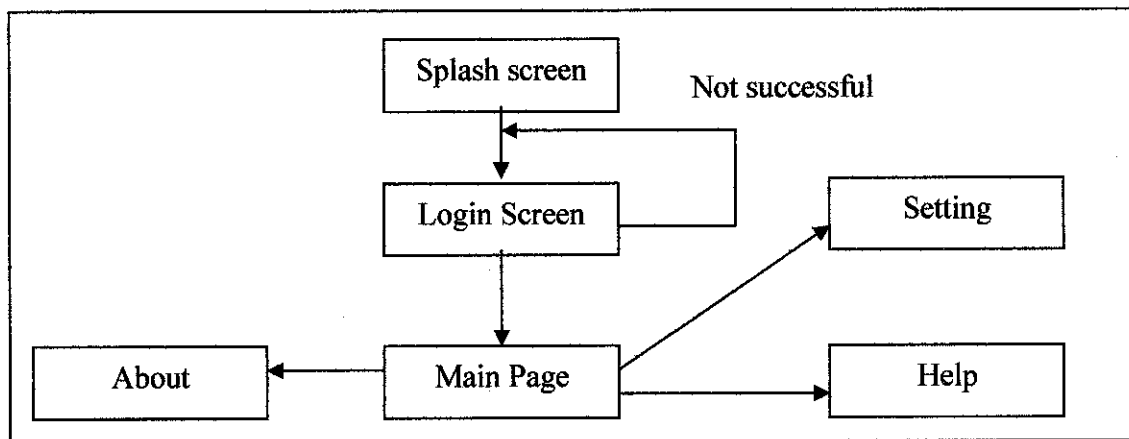 Splash screen
Not successful
Login Screen
Setting
About
Main Page
Help